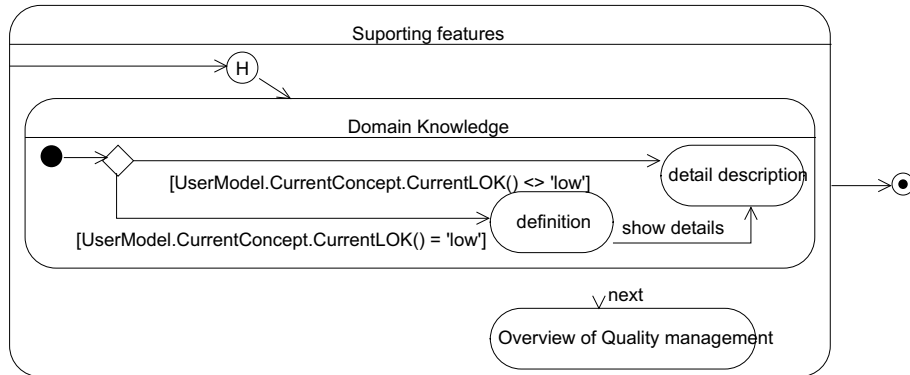 Suporting features
H
Domain Knowledge
detail description
[UserModel.CurrentConcept.CurrentLOK() <> 'low']
definition
show details
[UserModel.CurrentConcept.CurrentLOK() = 'low']
next
Overview of Quality management